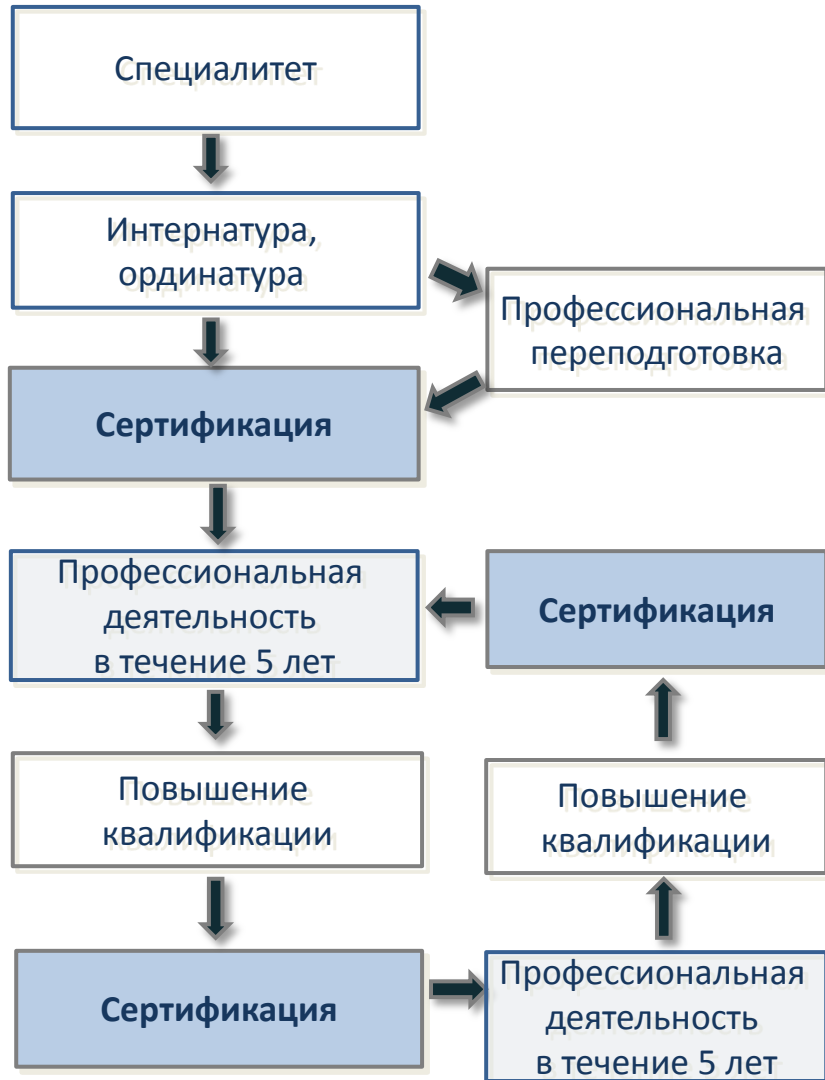 Специалитет
Интернатура,
ординатура
Профессиональная
переподготовка
Сертификация
Профессиональная
деятельность
в течение 5 лет
Сертификация
Повышение
квалификации
Повышение
квалификации
Сертификация
Профессиональная
деятельность
в течение 5 лет